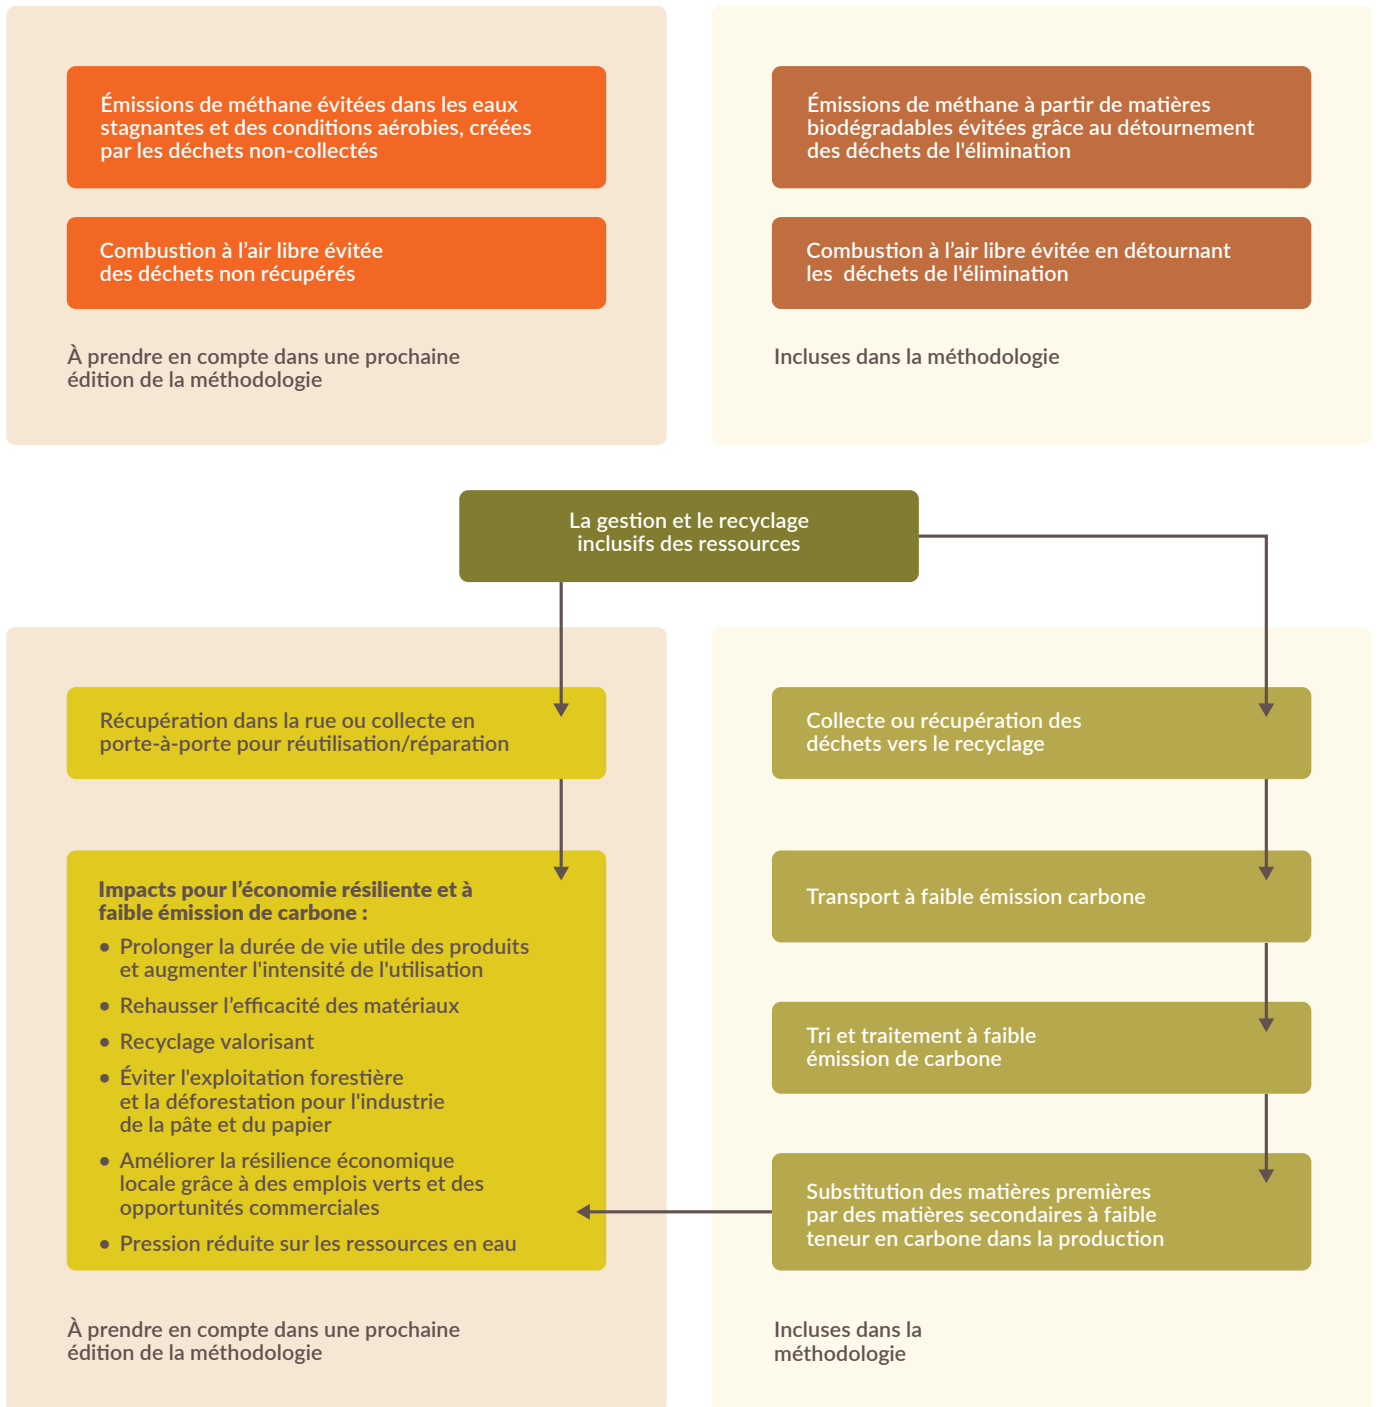 Émissions de méthane évitées dans les eaux
stagnantes et des conditions aérobies, créées
par les déchets non-collectés
Combustion à l’air libre évitée
des déchets non récupérés
À prendre en compte dans une prochaine
édition de la méthodologie
Émissions de méthane à partir de matières
biodégradables évitées grâce au détournement
des déchets de l'élimination
Combustion à l’air libre évitée en détournant
les  déchets de l'élimination
Incluses dans la méthodologie
La gestion et le recyclage
inclusifs des ressources
Récupération dans la rue ou collecte en
porte-à-porte pour réutilisation/réparation
Impacts pour l’économie résiliente et à
faible émission de carbone :
• Prolonger la durée de vie utile des produits
et augmenter l'intensité de l'utilisation
• Rehausser l’efficacité des matériaux
• Recyclage valorisant
• Éviter l'exploitation forestière
et la déforestation pour l'industrie
de la pâte et du papier
• Améliorer la résilience économique
locale grâce à des emplois verts et des
opportunités commerciales
• Pression réduite sur les ressources en eau
À prendre en compte dans une prochaine
édition de la méthodologie
Collecte ou récupération des
déchets vers le recyclage
Transport à faible émission carbone
Tri et traitement à faible
émission de carbone
Substitution des matières premières
par des matières secondaires à faible
teneur en carbone dans la production
Incluses dans la
méthodologie